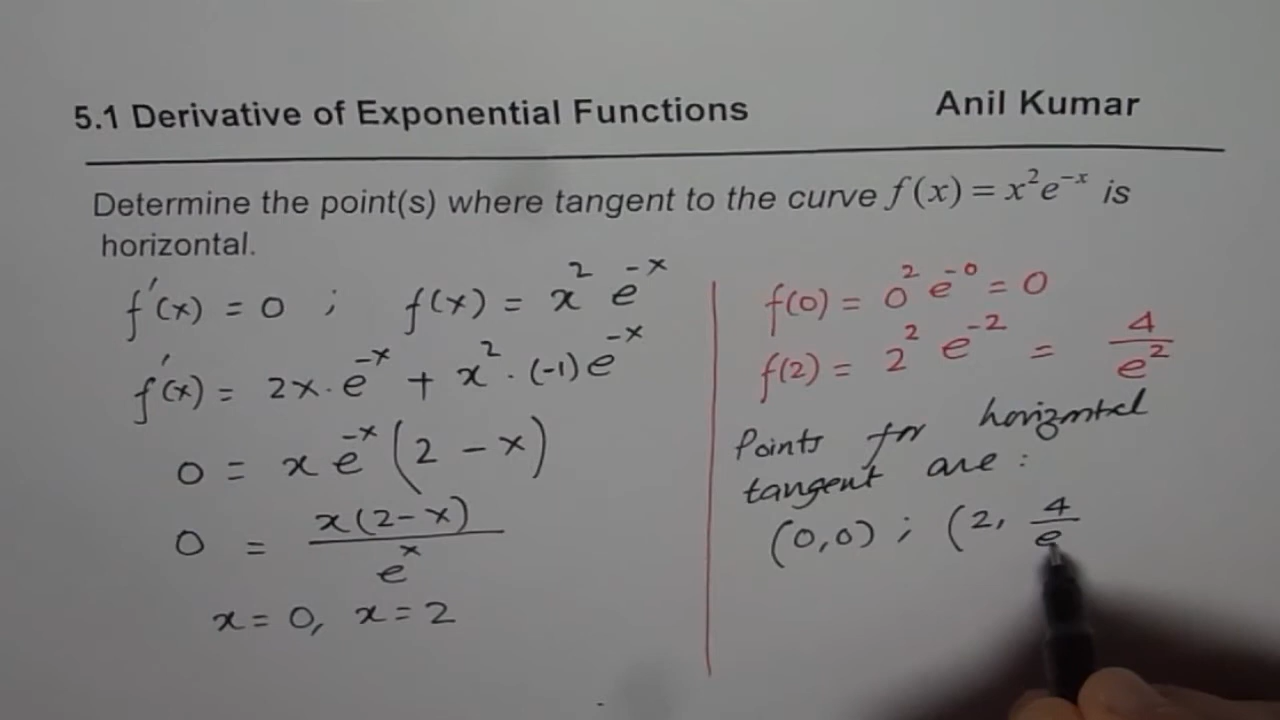 5.1 Derivative of Exponential Functions Anil Kumar
Determine the point(s) where tangent to the curve f(x) = x²e⁻ˣ is
horizontal.
f'(x) = 0 ; f(x) = x² e⁻ˣ
f'(x) = 2x · e⁻ˣ + x² · (-1) e⁻ˣ
0 = x e⁻ˣ (2 - x)
0 = x(2-x) / eˣ
x = 0, x = 2
f(0) = 0² e⁻⁰ = 0
f(2) = 2² e⁻² = 4/e²
Points for horizontal
tangent are :
(0,0) ; (2, 4/e